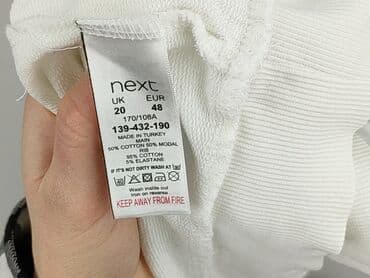 next
UK EUR
20 48
170/108A
139-432-190
MADE IN TURKEY
MAIN
50% COTTON 50% MODAL
RIB
95% COTTON
5% ELASTANE
IF IT'S NOT DIRTY WASH AT
Wash inside out
iron on reverse
KEEP AWAY FROM FIRE